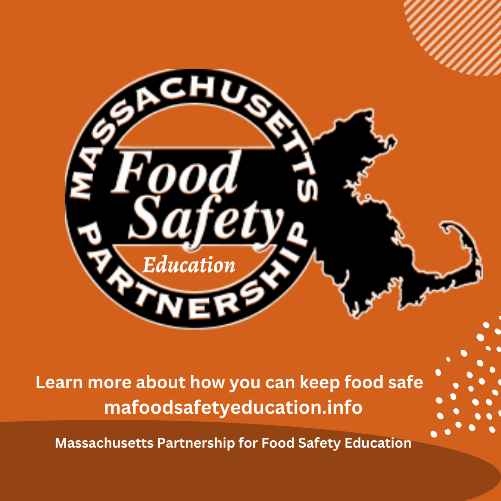 MASSACHUSETTS
Food
Safety
Education
PARTNERSHIP
Learn more about how you can keep food safe
mafoodsafetyeducation.info
Massachusetts Partnership for Food Safety Education